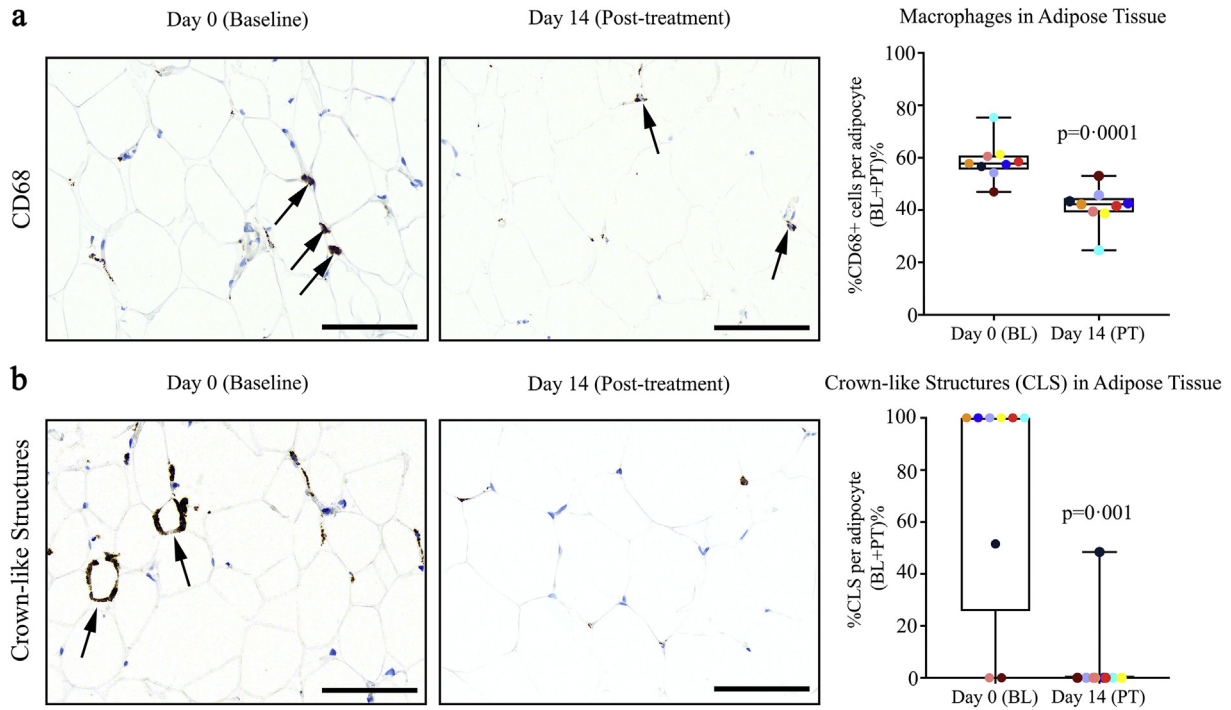 a
Day 0 (Baseline)
Day 14 (Post-treatment)
Macrophages in Adipose Tissue
CD68
%CD68+ cells per adipocyte
(BL+PT)%
100
80
60
40
20
0
p=0·0001
Day 0 (BL)
Day 14 (PT)
b
Day 0 (Baseline)
Day 14 (Post-treatment)
Crown-like Structures (CLS) in Adipose Tissue
Crown-like Structures
%CLS per adipocyte
(BL+PT)%
100
80
60
40
20
0
p=0·001
Day 0 (BL)
Day 14 (PT)